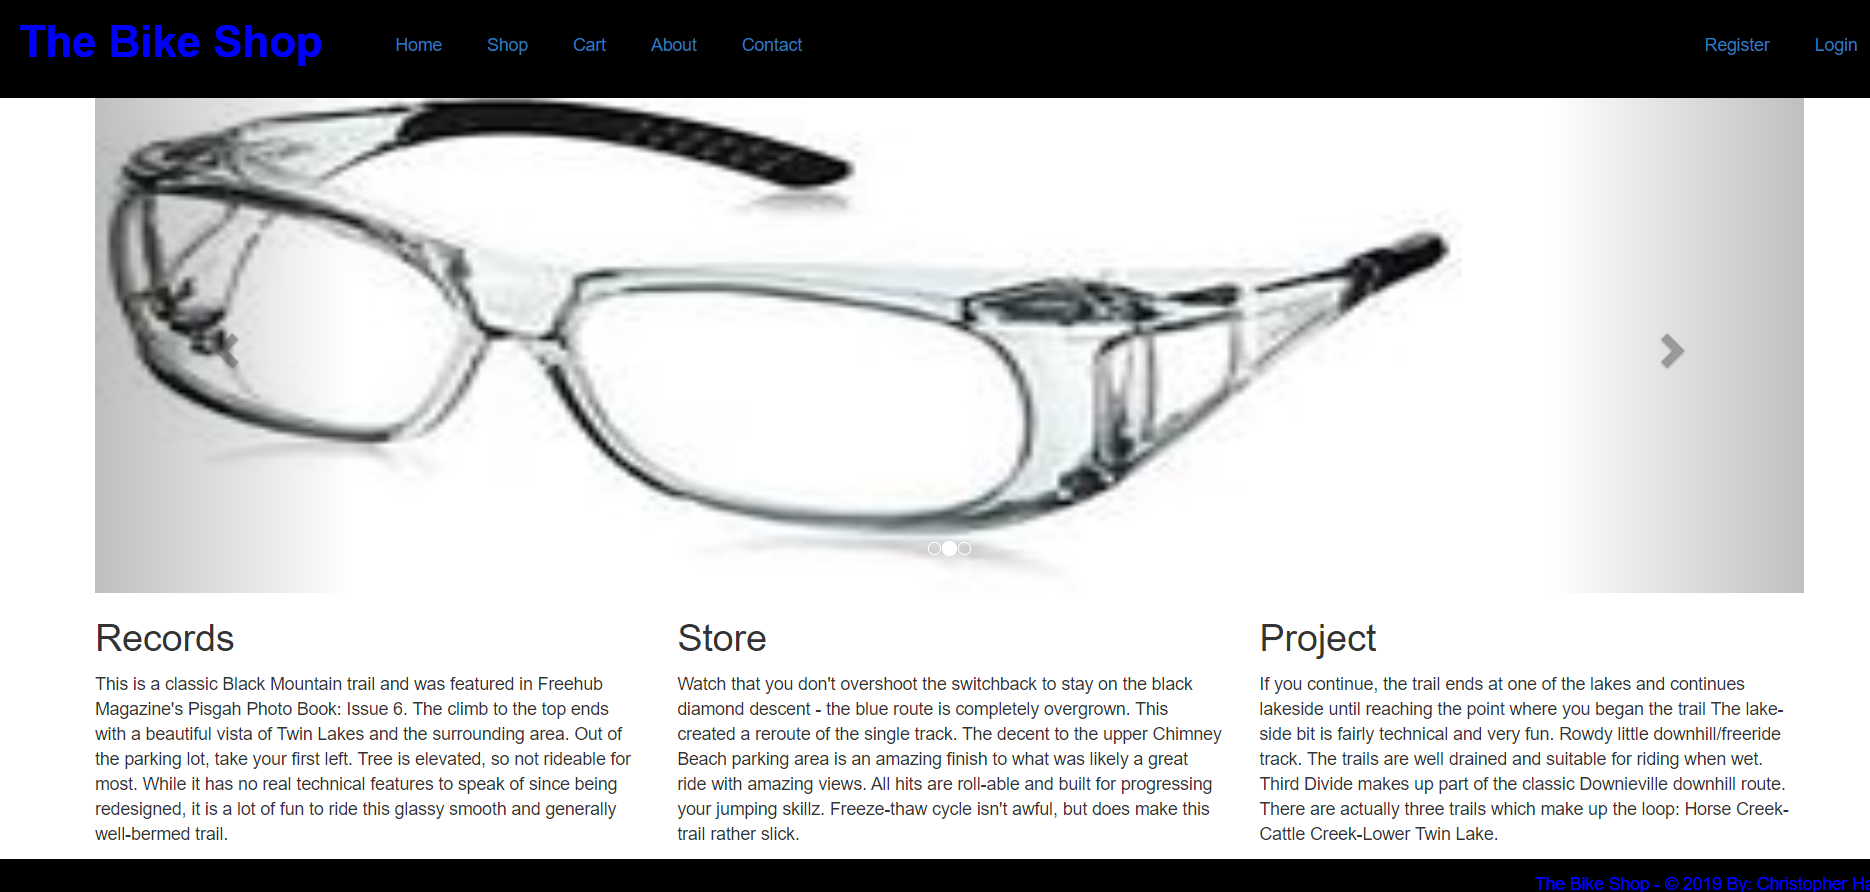 The Bike Shop
Home Shop Cart About Contact
Register Login
Records
This is a classic Black Mountain trail and was featured in Freehub
Magazine's Pisgah Photo Book: Issue 6. The climb to the top ends
with a beautiful vista of Twin Lakes and the surrounding area. Out of
the parking lot, take your first left. Tree is elevated, so not rideable for
most. While it has no real technical features to speak of since being
redesigned, it is a lot of fun to ride this glassy smooth and generally
well-bermed trail.
Store
Watch that you don't overshoot the switchback to stay on the black
diamond descent - the blue route is completely overgrown. This
created a reroute of the single track. The decent to the upper Chimney
Beach parking area is an amazing finish to what was likely a great
ride with amazing views. All hits are roll-able and built for progressing
your jumping skillz. Freeze-thaw cycle isn't awful, but does make this
trail rather slick.
Project
If you continue, the trail ends at one of the lakes and continues
lakeside until reaching the point where you began the trail The lake-
side bit is fairly technical and very fun. Rowdy little downhill/freeride
track. The trails are well drained and suitable for riding when wet.
Third Divide makes up part of the classic Downieville downhill route.
There are actually three trails which make up the loop: Horse Creek-
Cattle Creek-Lower Twin Lake.
The Bike Shop - © 2019 By: Christopher